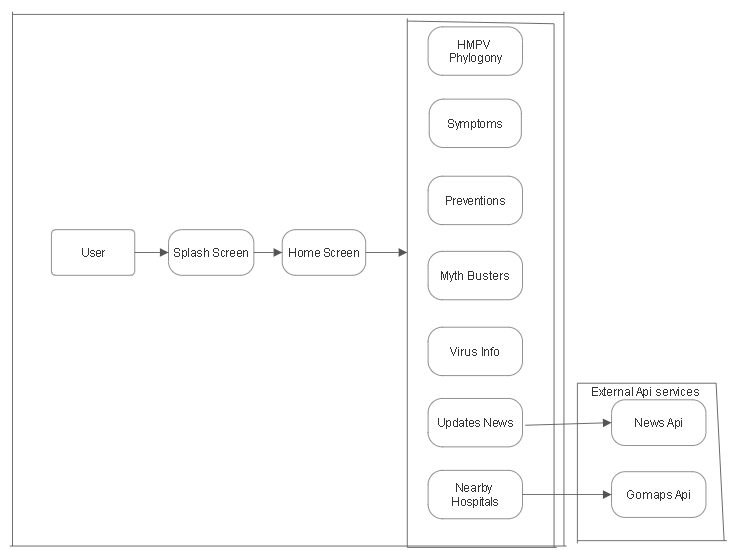 HMPV
Phylogony
Symptoms
Preventions
User
Splash Screen
Home Screen
Myth Busters
Virus Info
External Api services
Updates News
News Api
Nearby
Hospitals
Gomaps Api